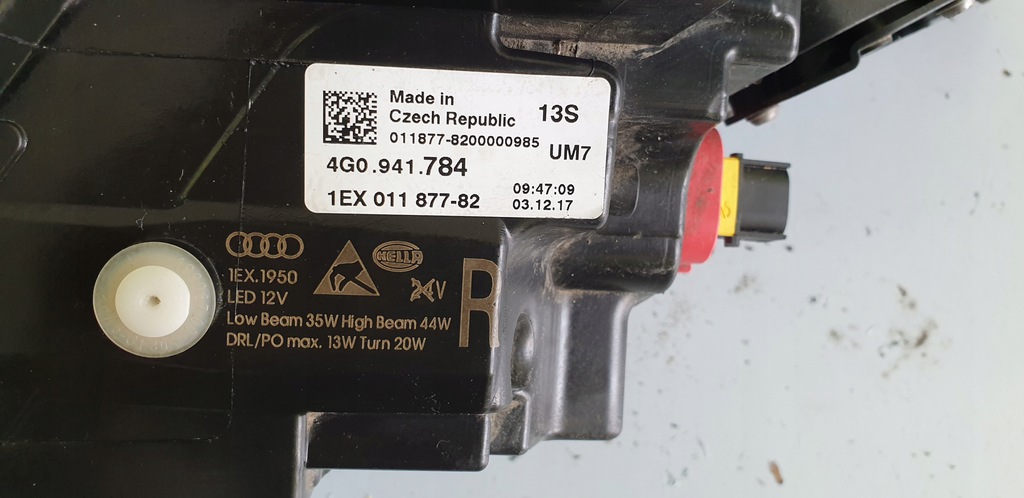 Made in
Czech Republic
13S
011877-8200000985
UM7
4G0.941.784
1EX 011 877-82
09:47:09
03.12.17
HELLA
1EX.1950
LED 12V
24V
R
Low Beam 35W High Beam 44W
DRL/PO max. 13W Turn 20W